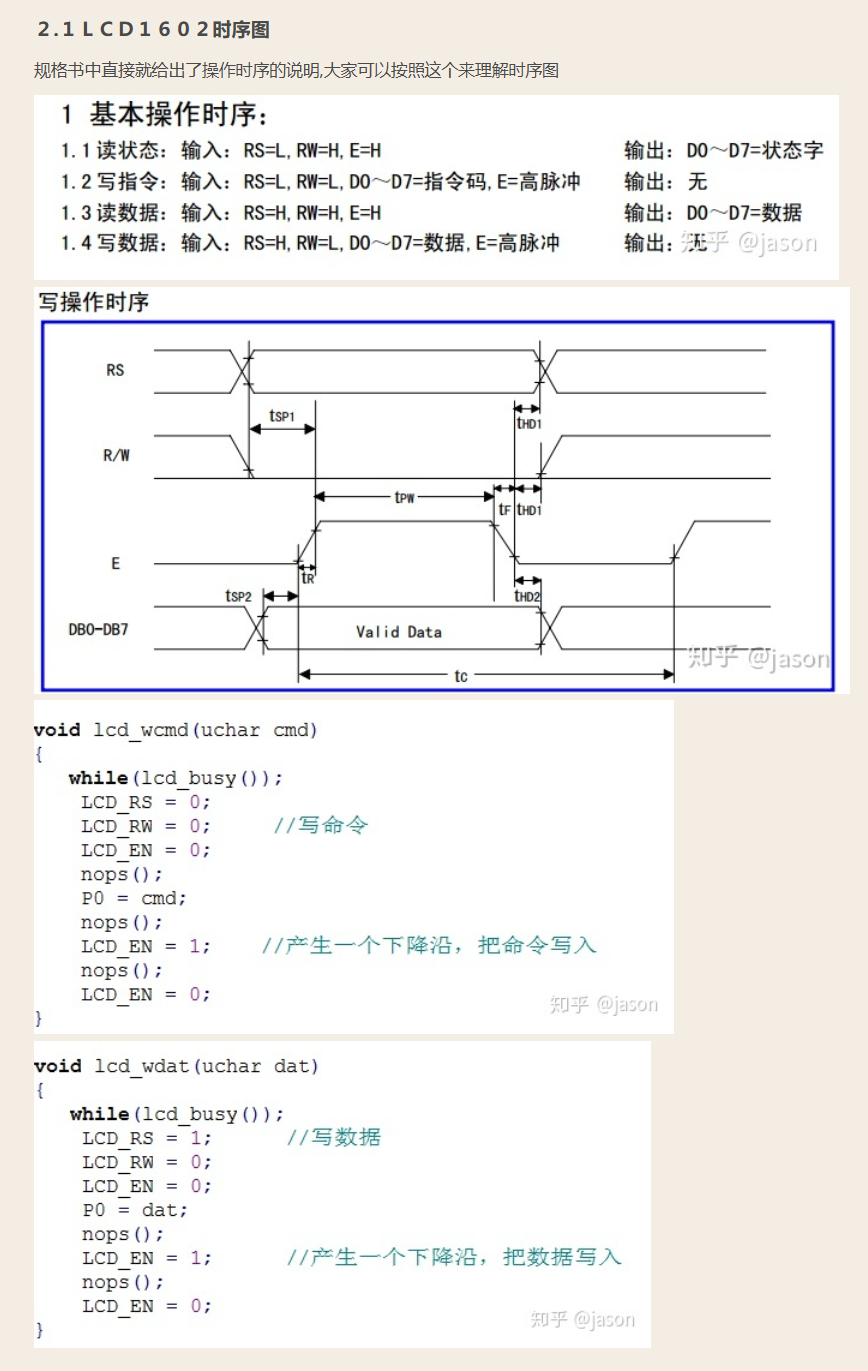 2.1ＬＣＤ１６０２时序图
规格书中直接就给出了操作时序的说明,大家可以按照这个来理解时序图
1 基本操作时序：
1.1读状态：输入：RS=L,RW=H,E=H 输出：D0～D7=状态字
1.2写指令：输入：RS=L,RW=L,D0～D7=指令码,E=高脉冲 输出：无
1.3读数据：输入：RS=H,RW=H,E=H 输出：D0～D7=数据
1.4写数据：输入：RS=H,RW=L,D0～D7=数据,E=高脉冲 输出：无
知乎 @jason
写操作时序
RS
tSP1
tHD1
R/W
tPW
tF tHD1
E
tR
tSP2
tHD2
DB0-DB7
Valid Data
知乎 @jason
tC
void lcd_wcmd(uchar cmd)
{
while(lcd_busy());
LCD_RS = 0;
LCD_RW = 0; //写命令
LCD_EN = 0;
nops();
P0 = cmd;
nops();
LCD_EN = 1; //产生一个下降沿，把命令写入
nops();
LCD_EN = 0;
知乎 @jason
}
void lcd_wdat(uchar dat)
{
while(lcd_busy());
LCD_RS = 1; //写数据
LCD_RW = 0;
LCD_EN = 0;
P0 = dat;
nops();
LCD_EN = 1; //产生一个下降沿，把数据写入
nops();
LCD_EN = 0;
知乎 @jason
}